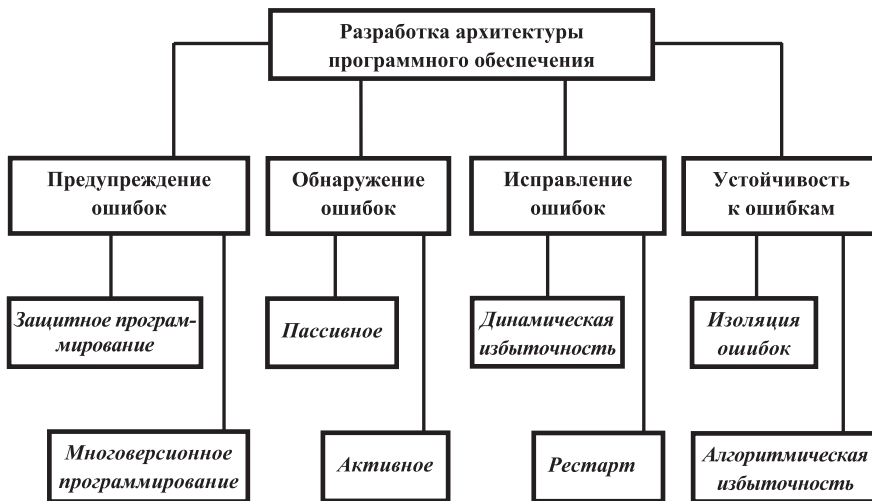 Разработка архитектуры
программного обеспечения
Предупреждение
ошибок
Обнаружение
ошибок
Исправление
ошибок
Устойчивость
к ошибкам
Защитное програм-
мирование
Пассивное
Динамическая
избыточность
Изоляция
ошибок
Многоверсионное
программирование
Активное
Рестарт
Алгоритмическая
избыточность